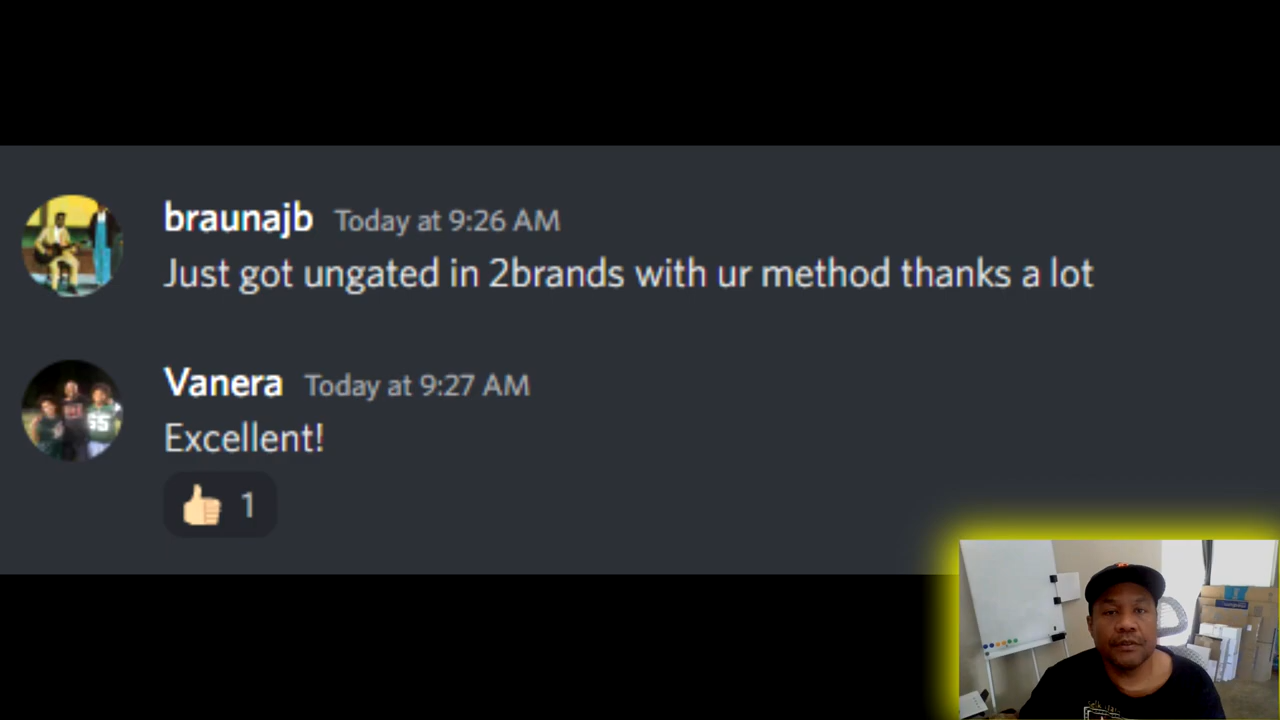 braunajb Today at 9:26 AM
Just got ungated in 2brands with ur method thanks a lot
Vanera Today at 9:27 AM
Excellent!
👍🏻 1
55